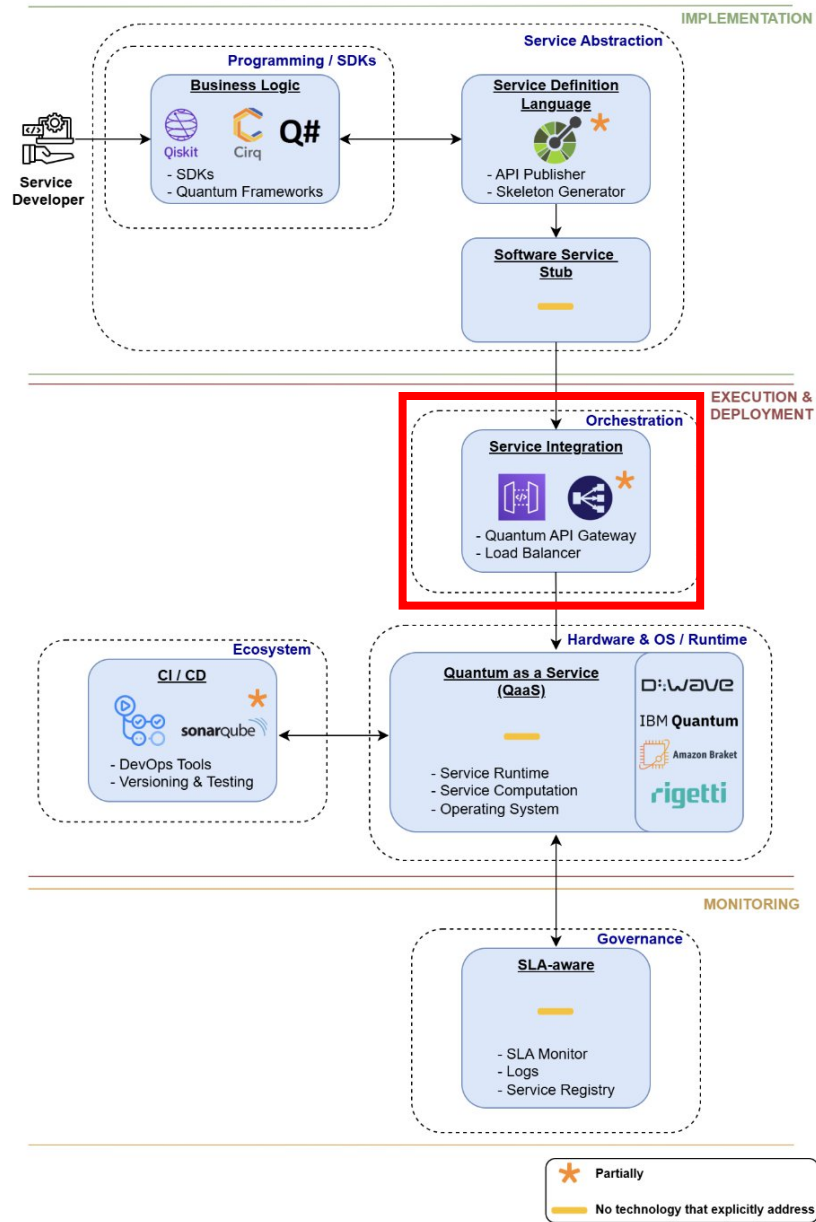 IMPLEMENTATION
Service Abstraction
Programming / SDKs
Business Logic
Qiskit
Cirq
Q#
- SDKs
- Quantum Frameworks
Service
Developer
Service Definition
Language
- API Publisher
- Skeleton Generator
Software Service
Stub
EXECUTION &
DEPLOYMENT
Orchestration
Service Integration
- Quantum API Gateway
- Load Balancer
Ecosystem
CI / CD
sonarqube
- DevOps Tools
- Versioning & Testing
Hardware & OS / Runtime
Quantum as a Service
(QaaS)
- Service Runtime
- Service Computation
- Operating System
D:WAVE
IBM Quantum
Amazon Braket
rigetti
MONITORING
Governance
SLA-aware
- SLA Monitor
- Logs
- Service Registry
Partially
No technology that explicitly address